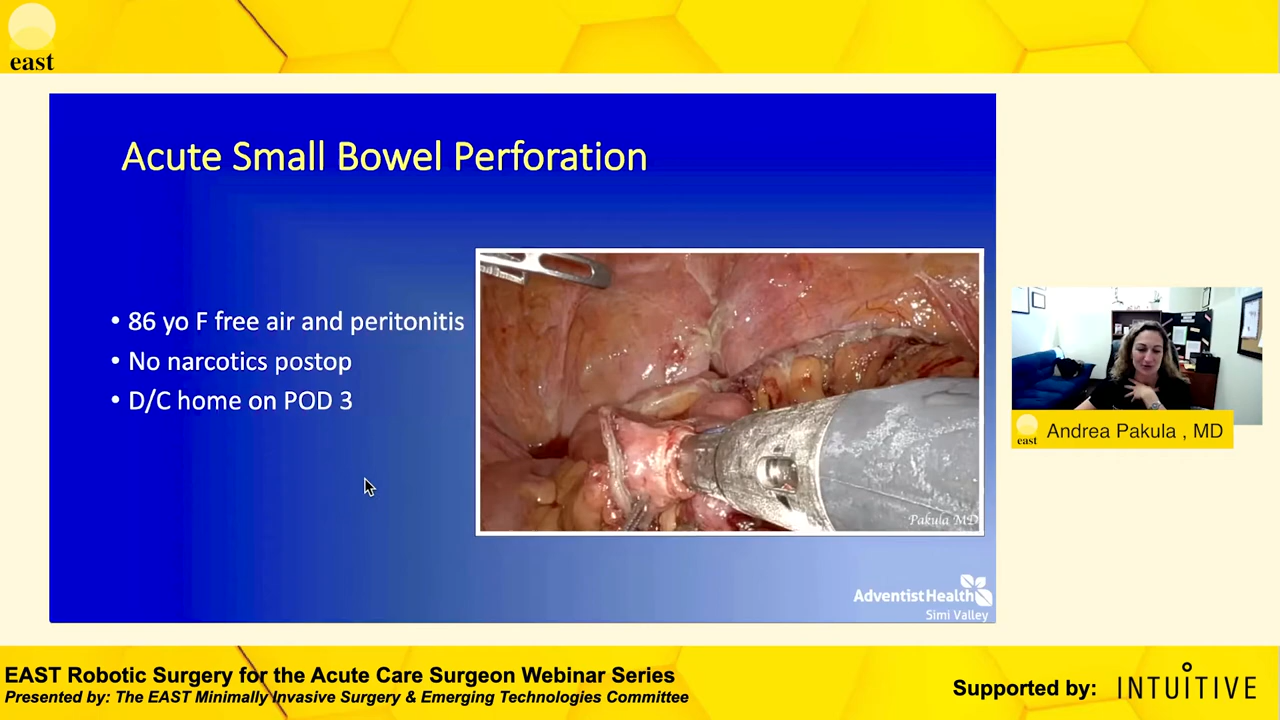 east
Acute Small Bowel Perforation
• 86 yo F free air and peritonitis
• No narcotics postop
• D/C home on POD 3
Pakula MD
AdventistHealth
Simi Valley
east
Andrea Pakula , MD
EAST Robotic Surgery for the Acute Care Surgeon Webinar Series
Presented by: The EAST Minimally Invasive Surgery & Emerging Technologies Committee
Supported by: INTUITIVE